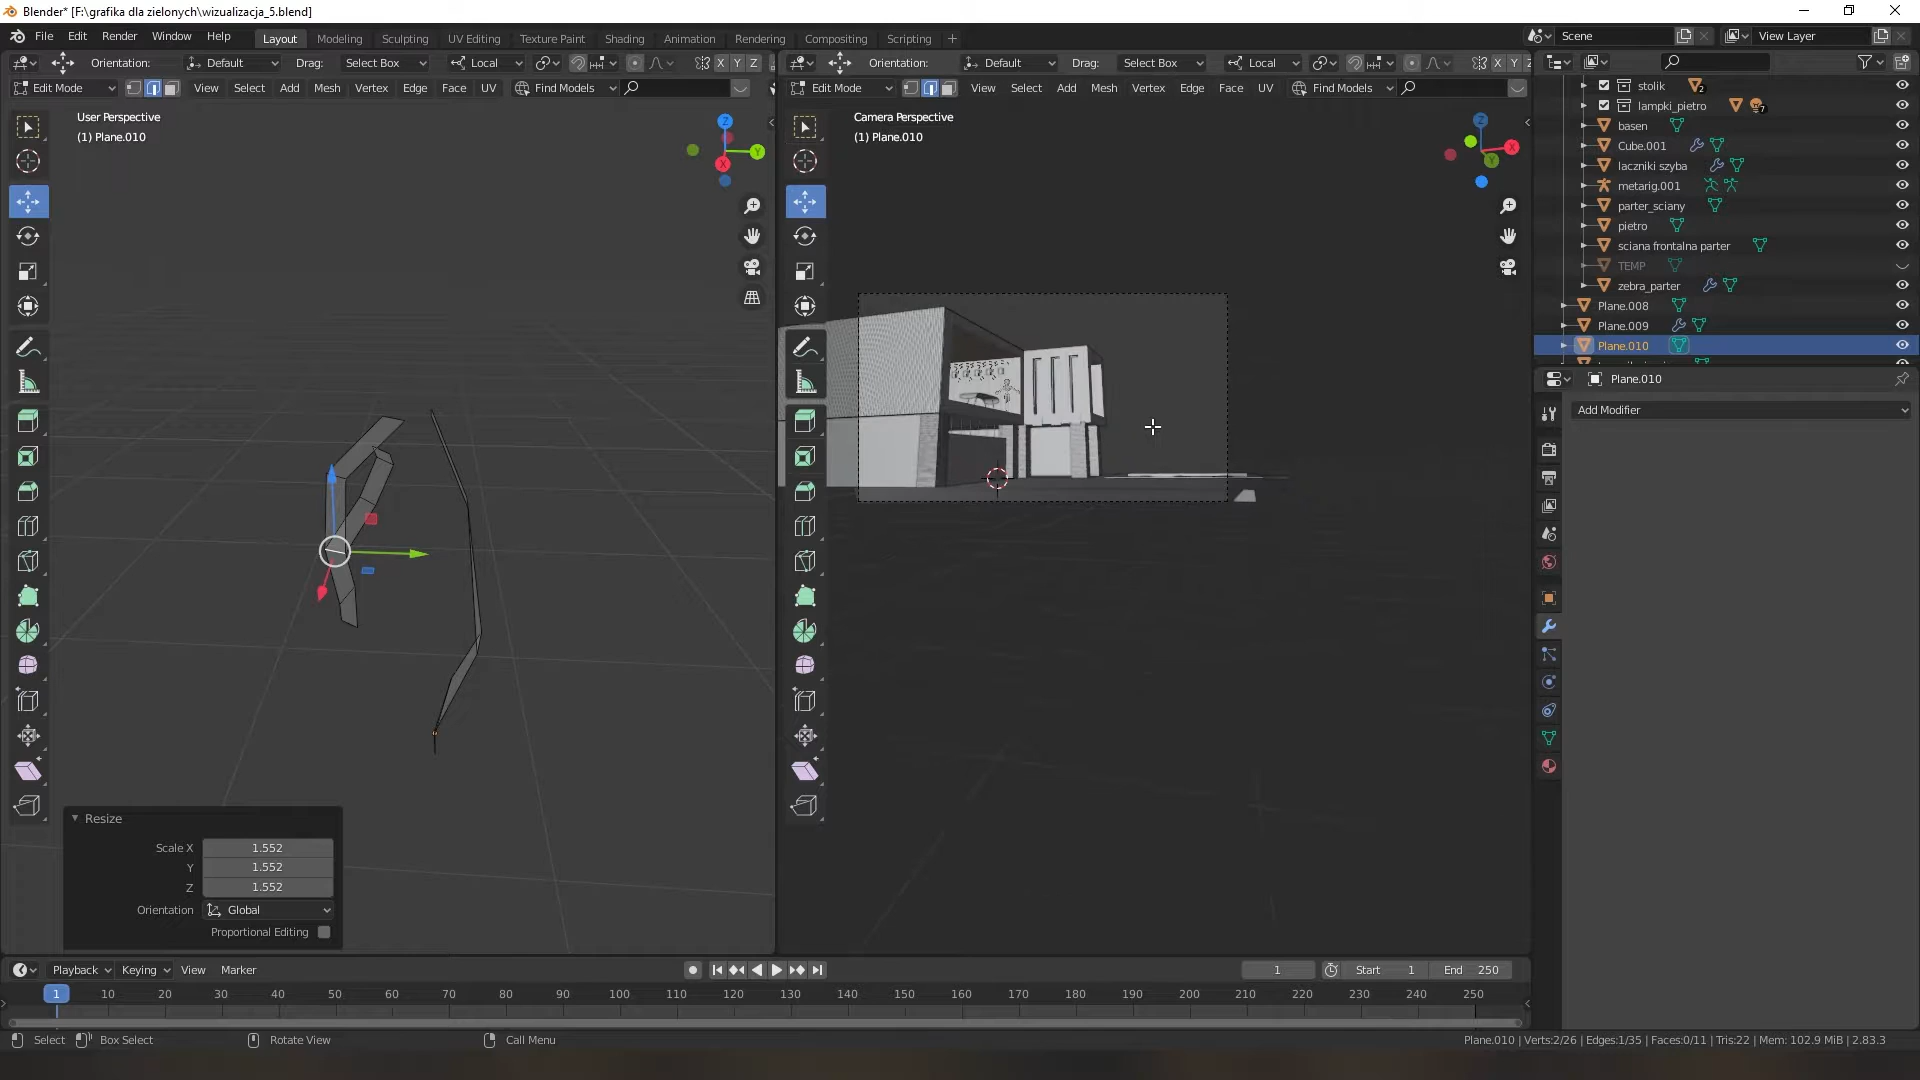 Blender* [F:\grafika dla zielonych\wizualizacja_5.blend]
File Edit Render Window Help
Layout Modeling Sculpting UV Editing Texture Paint Shading Animation Rendering Compositing Scripting +
Scene
View Layer
Orientation: Default Drag: Select Box Local X Y Z
Orientation: Default Drag: Select Box Local X Y Z
Edit Mode View Select Add Mesh Vertex Edge Face UV Find Models
Edit Mode View Select Add Mesh Vertex Edge Face UV Find Models
User Perspective
(1) Plane.010
Z
Y
X
Camera Perspective
(1) Plane.010
Z
X
Y
stolik 2
lampki_pietro 7
basen
Cube.001
laczniki szyba
metarig.001
parter_sciany
pietro
sciana frontalna parter
TEMP
zebra_parter
Plane.008
Plane.009
Plane.010
Plane.010
Add Modifier
Resize
Scale X 1.552
Y 1.552
Z 1.552
Orientation Global
Proportional Editing
Playback Keying View Marker
1 Start 1 End 250
1 10 20 30 40 50 60 70 80 90 100 110 120 130 140 150 160 170 180 190 200 210 220 230 240 250
Select Box Select Rotate View Call Menu
Plane.010 | Verts:2/26 | Edges:1/35 | Faces:0/11 | Tris:22 | Mem: 102.9 MiB | 2.83.3